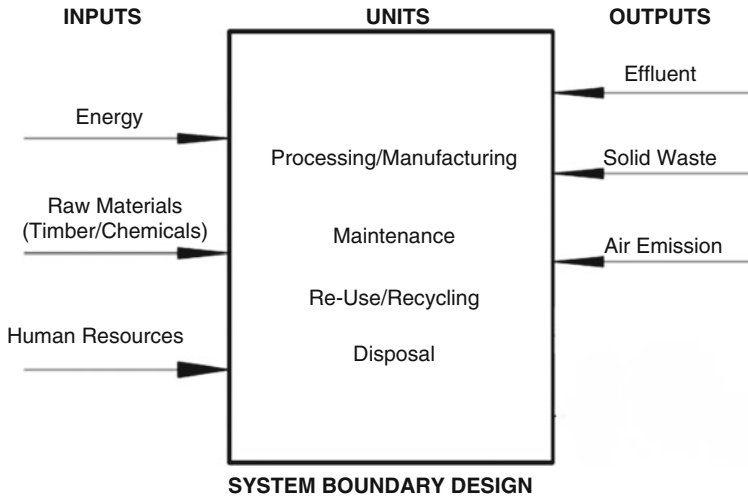 INPUTS
UNITS
OUTPUTS
Energy
Raw Materials
(Timber/Chemicals)
Human Resources
Processing/Manufacturing
Maintenance
Re-Use/Recycling
Disposal
Effluent
Solid Waste
Air Emission
SYSTEM BOUNDARY DESIGN